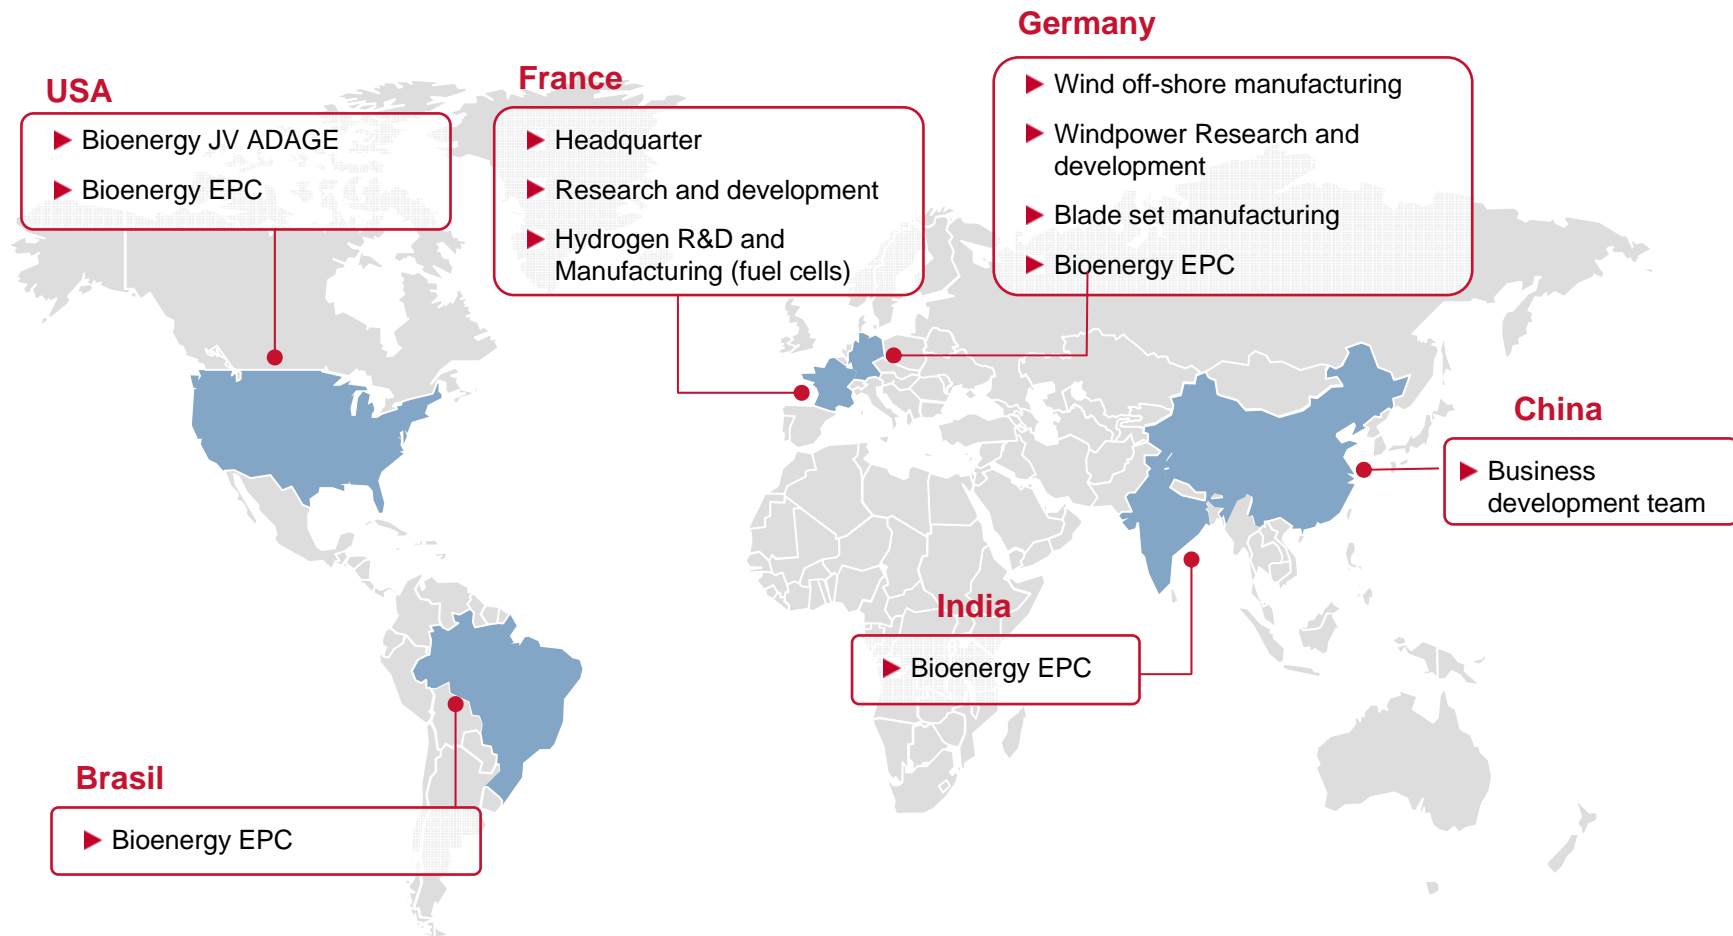 Germany
Wind off-shore manufacturing
Windpower Research and
development
Blade set manufacturing
Bioenergy EPC
USA
Bioenergy JV ADAGE
Bioenergy EPC
France
Headquarter
Research and development
Hydrogen R&D and
Manufacturing (fuel cells)
China
Business
development team
India
Bioenergy EPC
Brasil
Bioenergy EPC